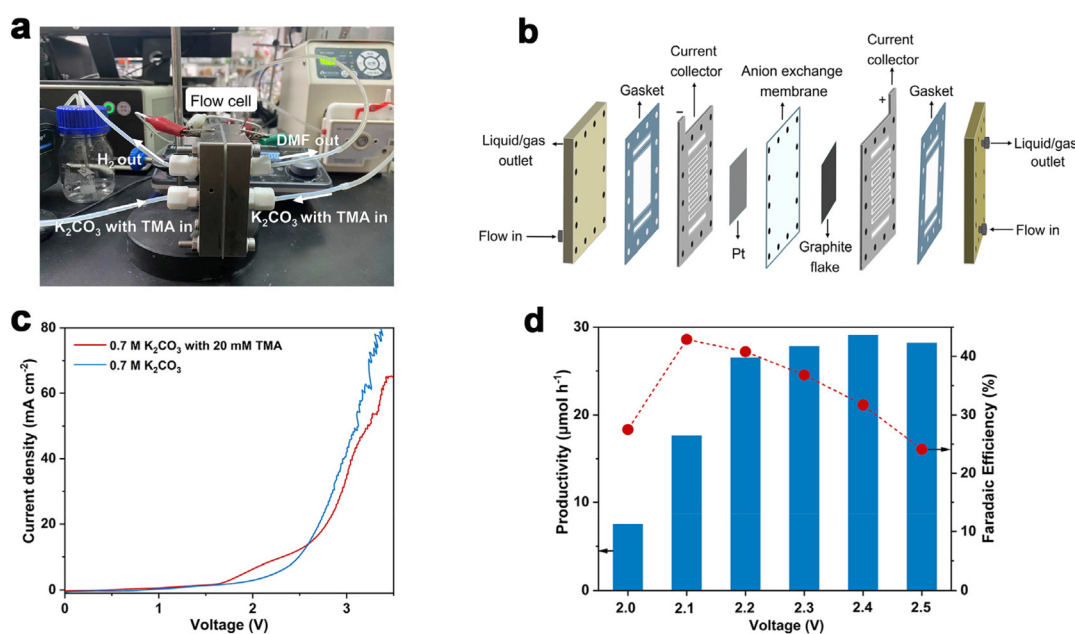 a
Flow cell
H2 out
DMF out
K2CO3 with TMA in
K2CO3 with TMA in
b
Liquid/gas
outlet
Flow in
Gasket
Current
collector
−
Pt
Anion exchange
membrane
Graphite
flake
Current
collector
+
Gasket
Liquid/gas
outlet
Flow in
c
Current density (mA cm-2)
80
60
40
20
0
0.7 M K2CO3 with 20 mM TMA
0.7 M K2CO3
0 1 2 3
Voltage (V)
d
Productivity (μmol h-1)
30
20
10
0
Faradaic Efficiency (%)
40
30
20
10
0
2.0 2.1 2.2 2.3 2.4 2.5
Voltage (V)